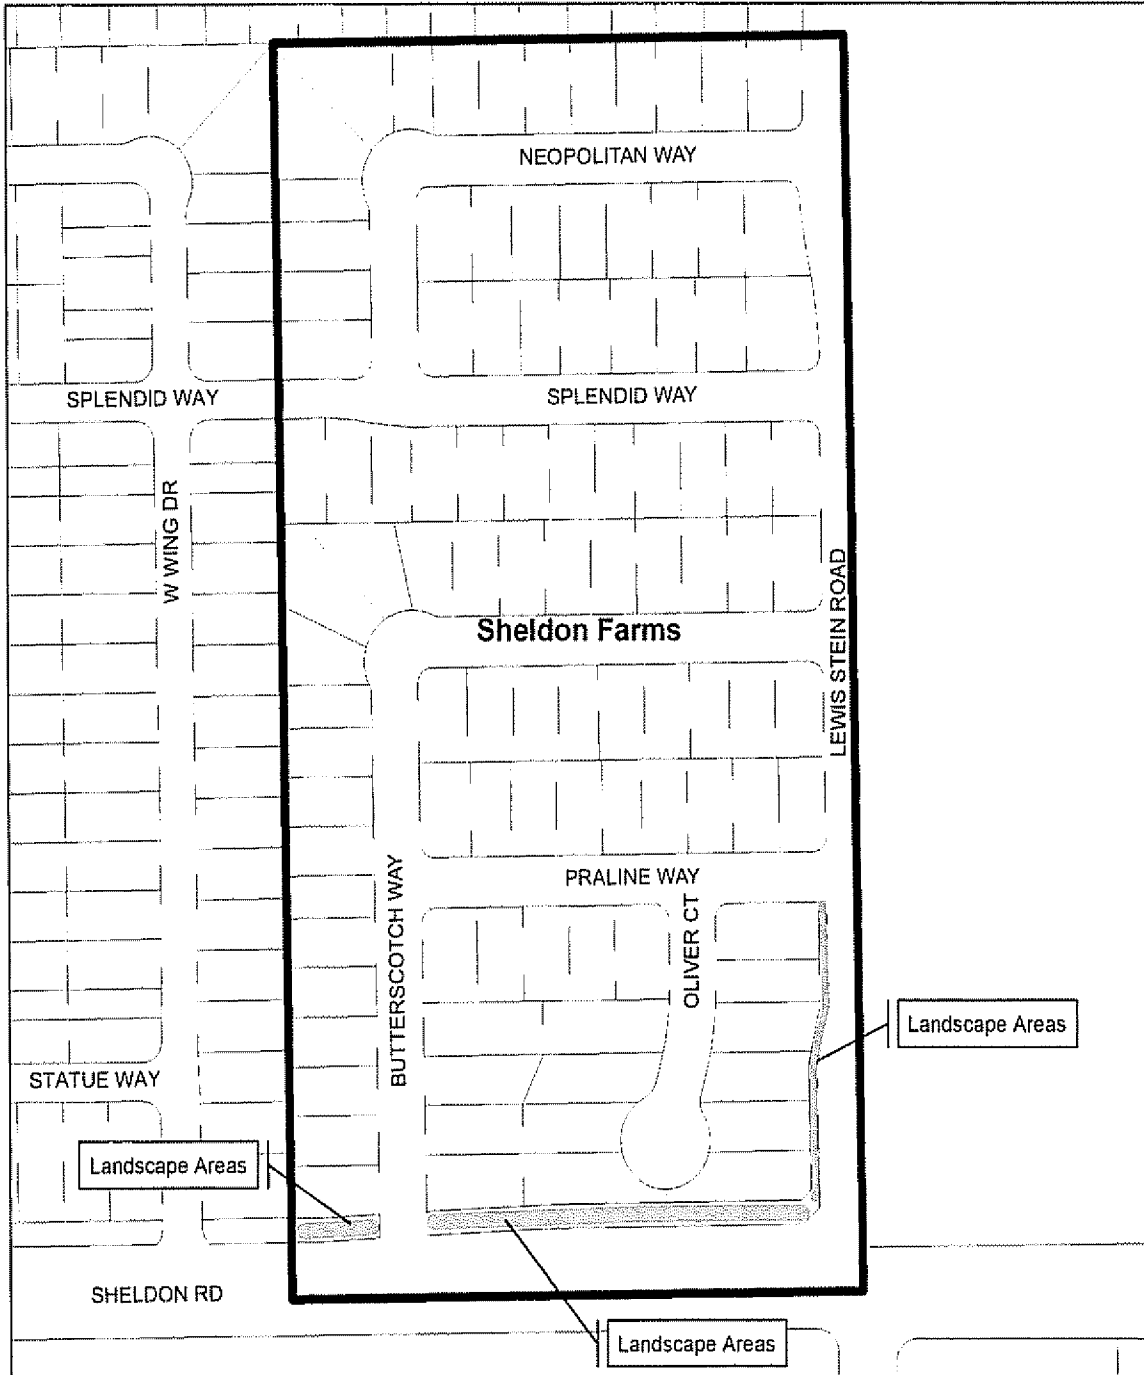 NEOPOLITAN WAY
SPLENDID WAY
SPLENDID WAY
W WING DR
LEWIS STEIN ROAD
Sheldon Farms
BUTTERSCOTCH WAY
PRALINE WAY
OLIVER CT
Landscape Areas
STATUE WAY
Landscape Areas
SHELDON RD
Landscape Areas